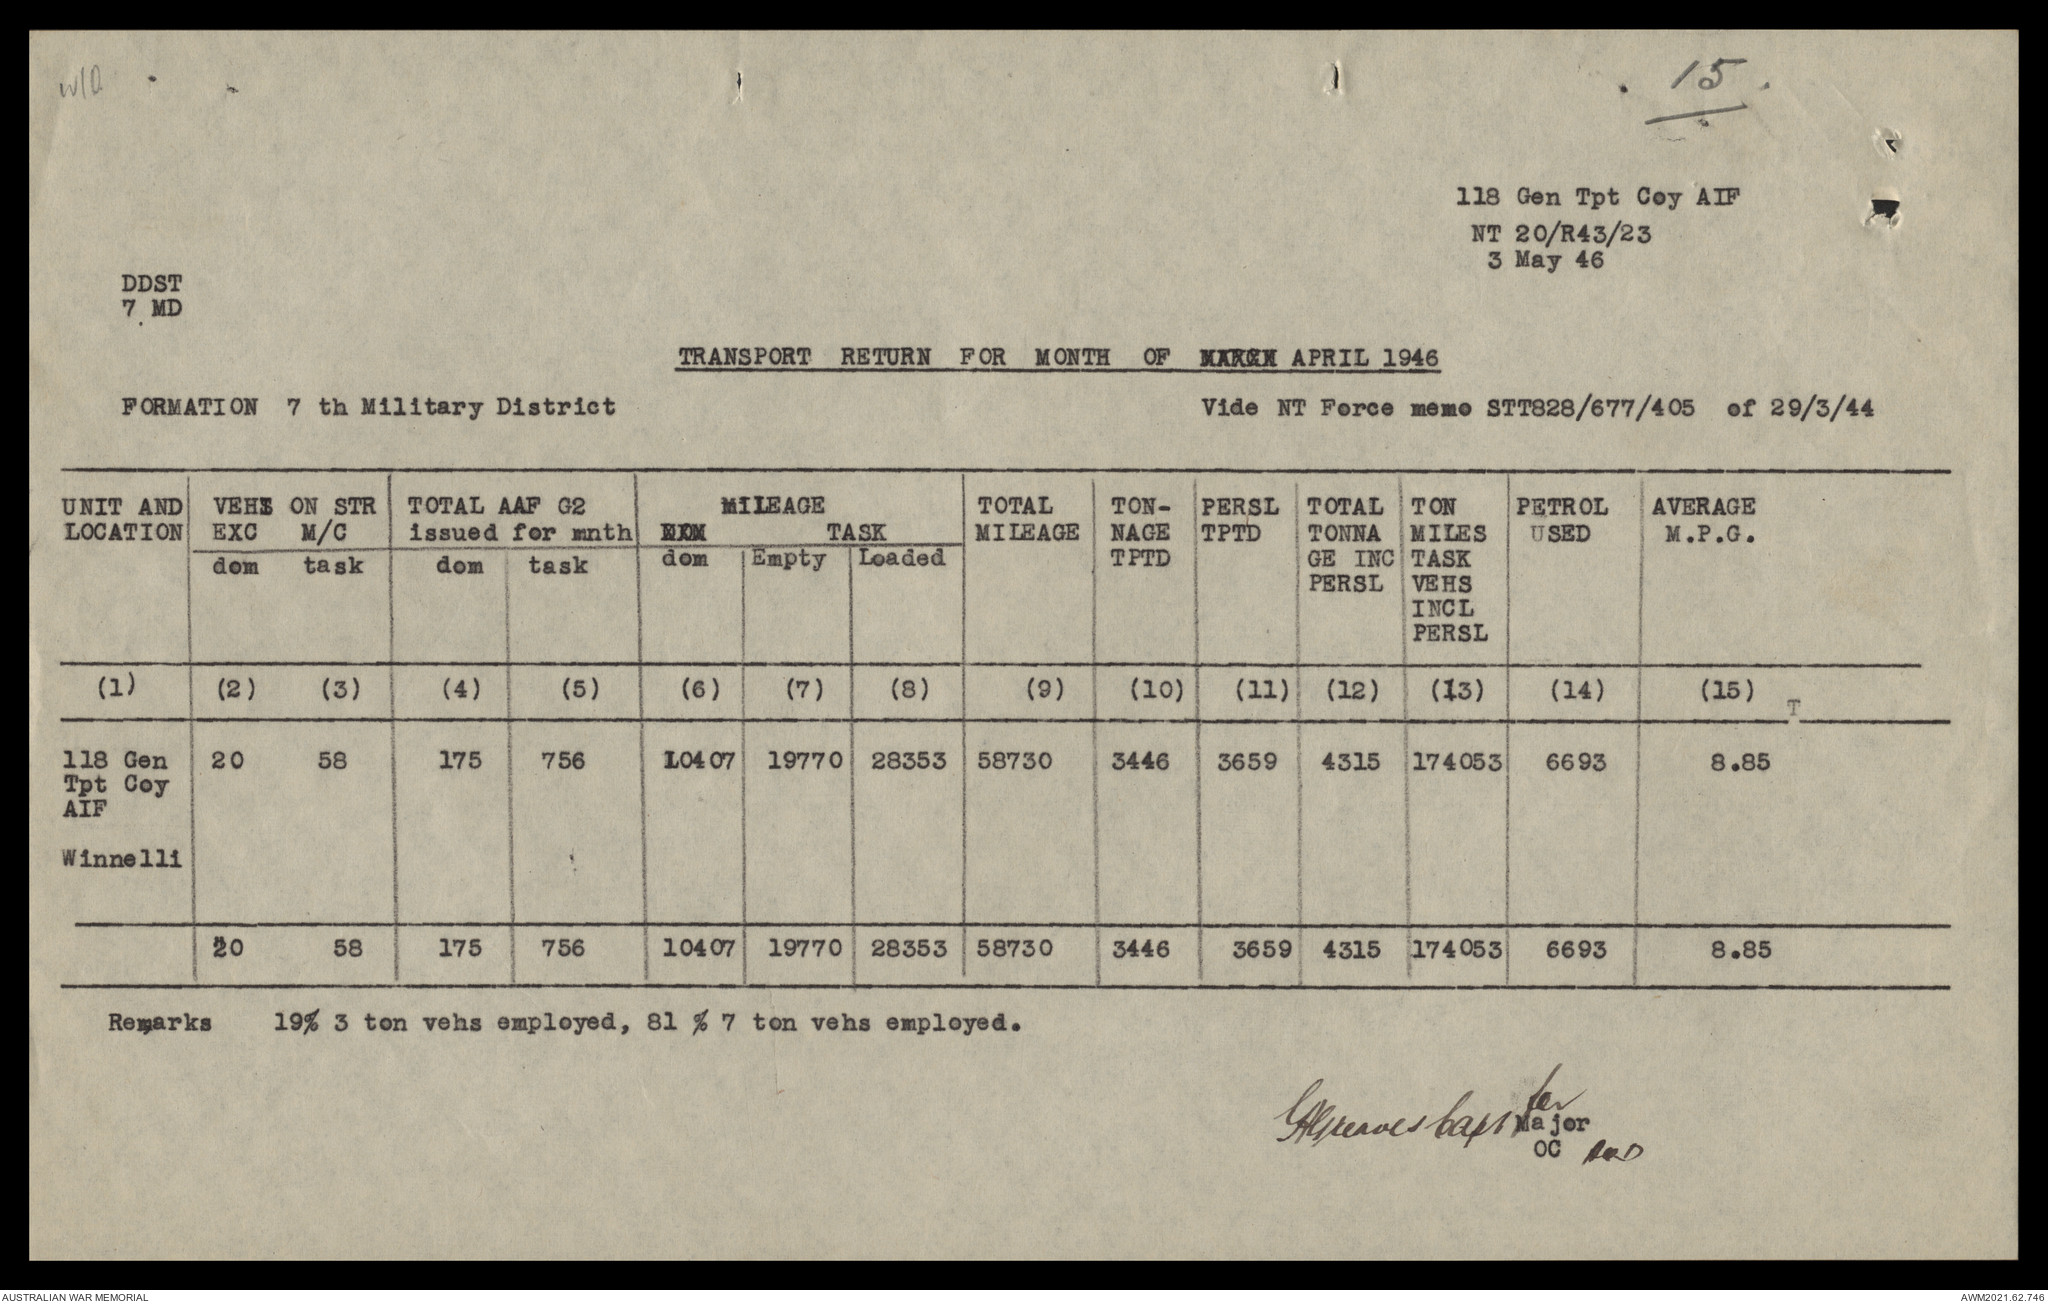 15
118 Gen Tpt Coy AIF
NT 20/R43/23
3 May 46
DDST
7 MD
TRANSPORT RETURN FOR MONTH OF MARCH APRIL 1946
FORMATION 7 th Military District Vide NT Force memo STT828/677/405 of 29/3/44
UNIT AND VEHS ON STR TOTAL AAF G2 MILEAGE TOTAL TON- PERSL TOTAL TON PETROL AVERAGE
LOCATION EXC M/C issued for mnth TASK MILEAGE NAGE TPTD TONNA MILES USED M.P.G.
dom task dom task dom Empty Loaded TPTD GE INC TASK
PERSL VEHS
INCL
PERSL
(1) (2) (3) (4) (5) (6) (7) (8) (9) (10) (11) (12) (13) (14) (15)
T
118 Gen 20 58 175 756 10407 19770 28353 58730 3446 3659 4315 174053 6693 8.85
Tpt Coy
AIF
Winnelli
20 58 175 756 10407 19770 28353 58730 3446 3659 4315 174053 6693 8.85
Remarks 19% 3 ton vehs employed, 81 % 7 ton vehs employed.
Capt for
Major
OC
AUSTRALIAN WAR MEMORIAL AWM2021.62.746